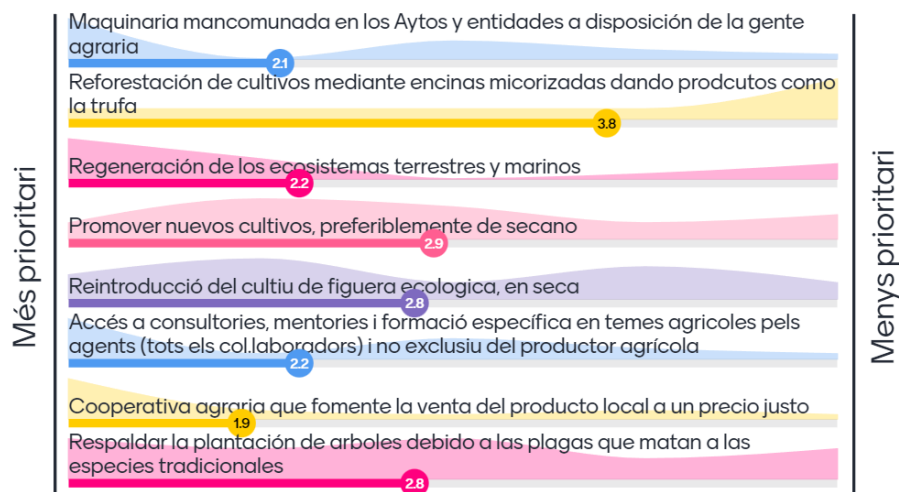 Maquinaria mancomunada en los Aytos y entidades a disposición de la gente
agraria
2.1
Reforestación de cultivos mediante encinas micorizadas dando prodcutos como
la trufa
3.8
Regeneración de los ecosistemas terrestres y marinos
2.2
Promover nuevos cultivos, preferiblemente de secano
2.9
Reintroducció del cultiu de figuera ecologica, en seca
2.8
Accés a consultories, mentories i formació específica en temes agricoles pels
agents (tots els col.laboradors) i no exclusiu del productor agrícola
2.2
Cooperativa agraria que fomente la venta del producto local a un precio justo
1.9
Respaldar la plantación de arboles debido a las plagas que matan a las
especies tradicionales
2.8
Més prioritari
Menys prioritari